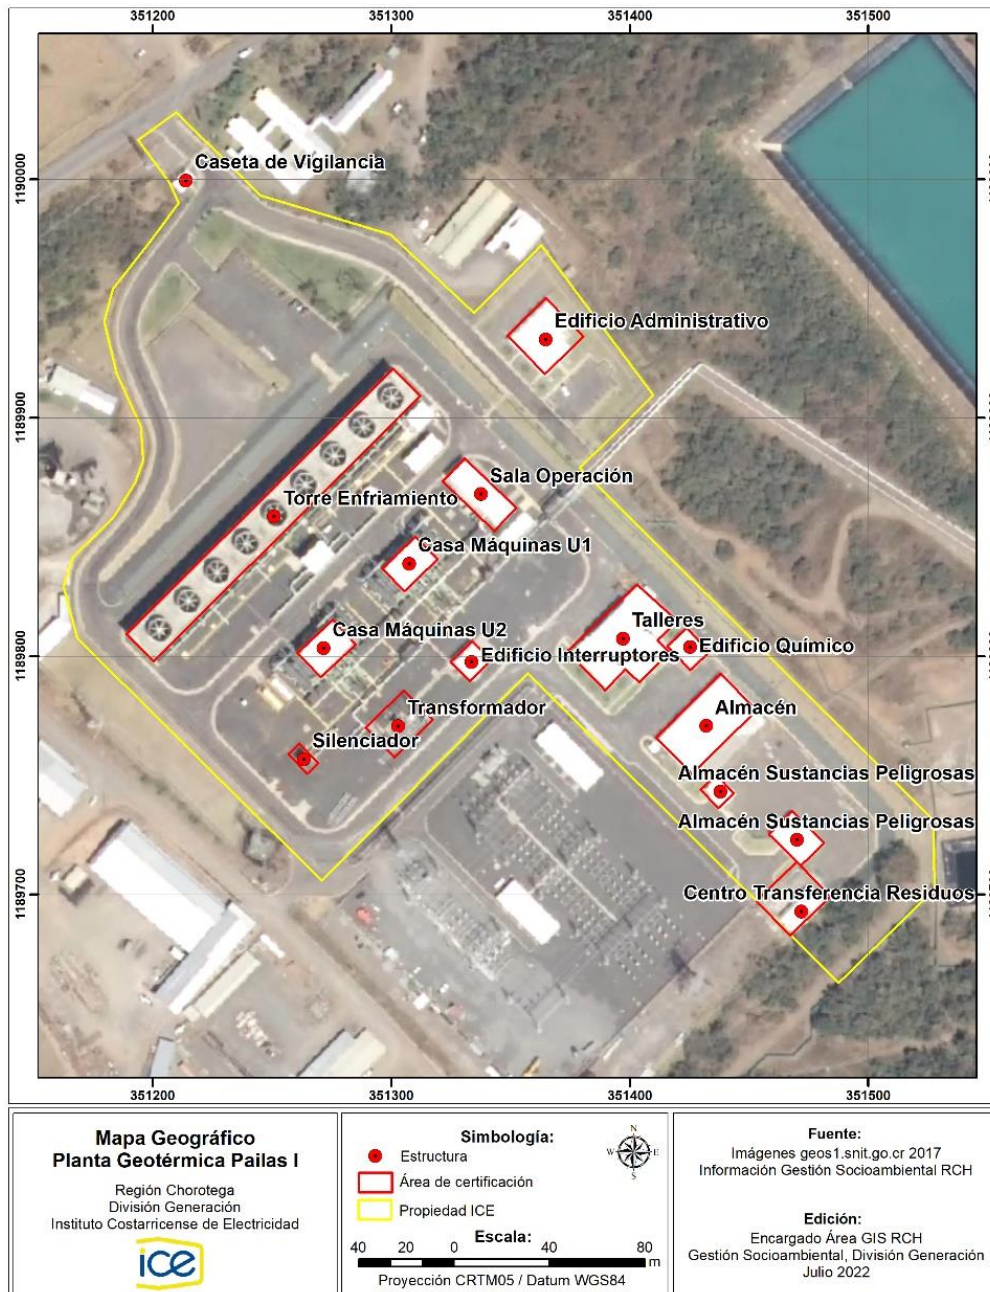 351200
351300
351400
351500
1190000
Caseta de Vigilancia
Edificio Administrativo
1189900
Sala Operación
Torre Enfriamiento
Casa Máquinas U1
Talleres
Casa Máquinas U2
Edificio Químico
1189800
Edificio Interruptores
Transformador
Almacén
Silenciador
Almacén Sustancias Peligrosas
Almacén Sustancias Peligrosas
1189700
Centro Transferencia Residuos
351200
351300
351400
351500
Mapa Geográfico
Planta Geotérmica Pailas I
Región Chorotega
División Generación
Instituto Costarricense de Electricidad
ice
Simbología:
N
W
E
S
Estructura
Área de certificación
Propiedad ICE
Escala:
40 20 0 40 80
m
Proyección CRTM05 / Datum WGS84
Fuente:
Imágenes geos1.snit.go.cr 2017
Información Gestión Socioambiental RCH
Edición:
Encargado Área GIS RCH
Gestión Socioambiental, División Generación
Julio 2022